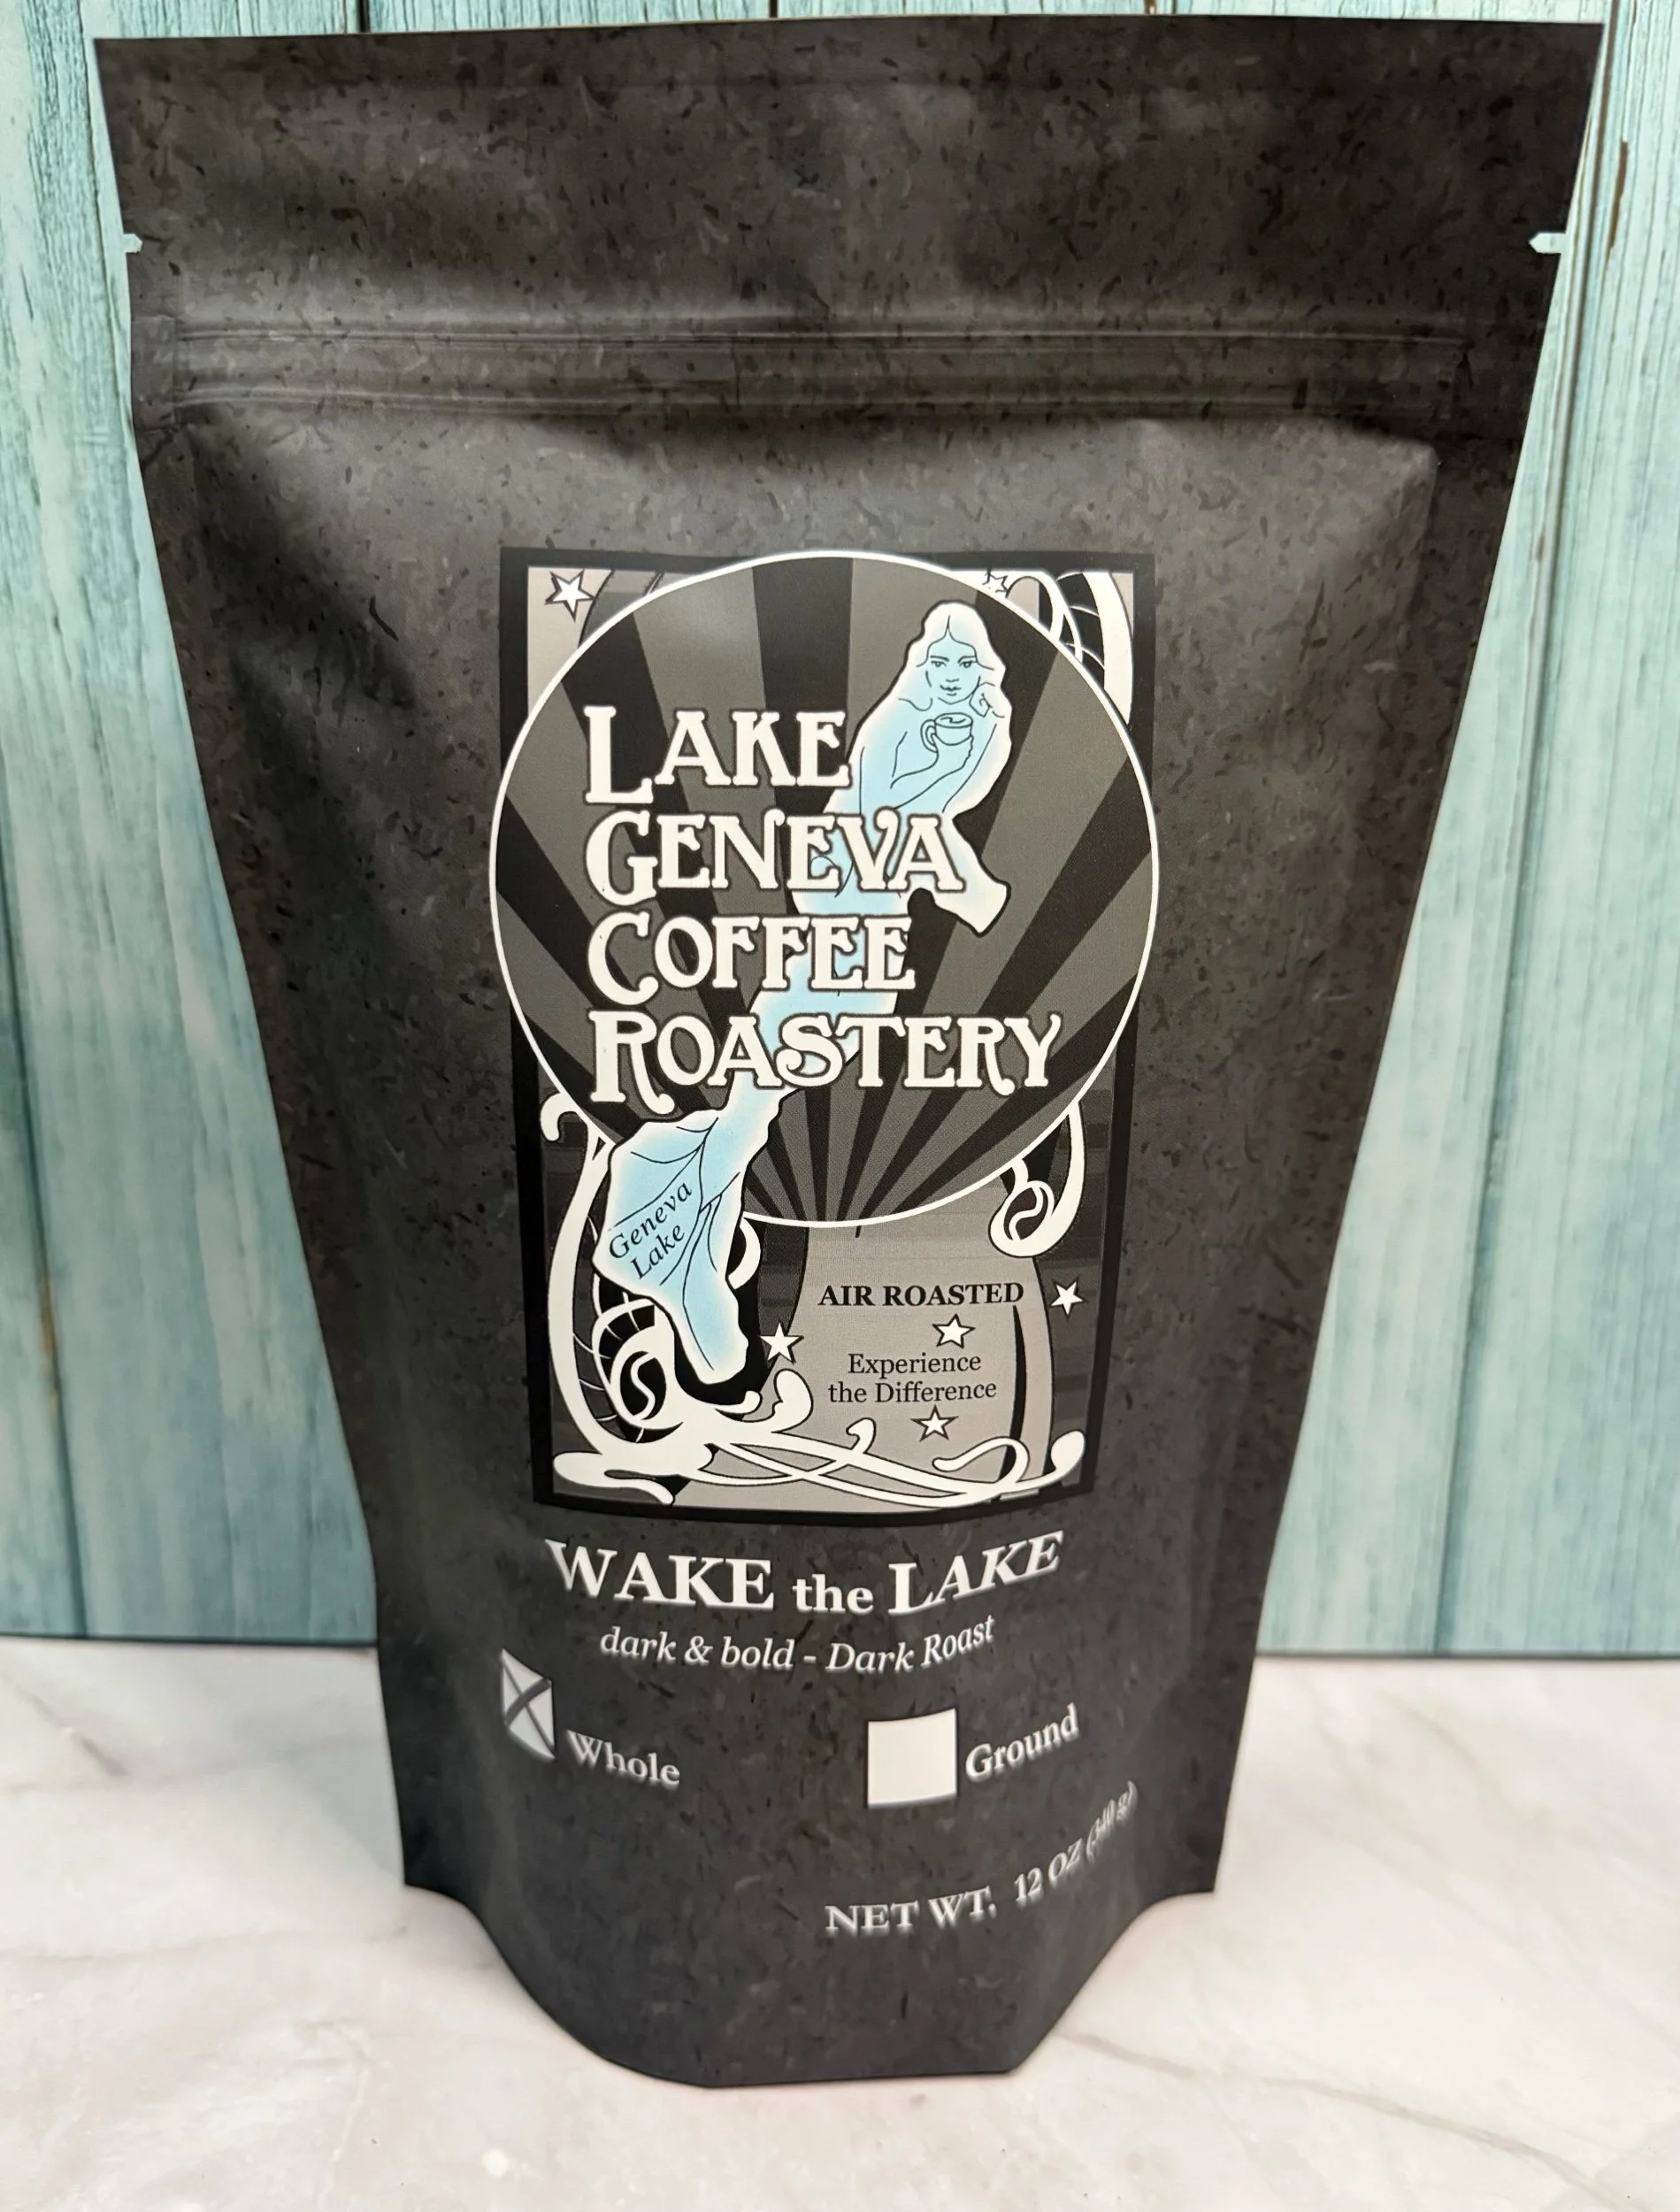 LAKE
GENEVA
COFFEE
ROASTERY
Geneva
Lake
AIR ROASTED
Experience
the Difference
WAKE the LAKE
dark & bold - Dark Roast
Whole
Ground
NET WT. 12 OZ (340 g)